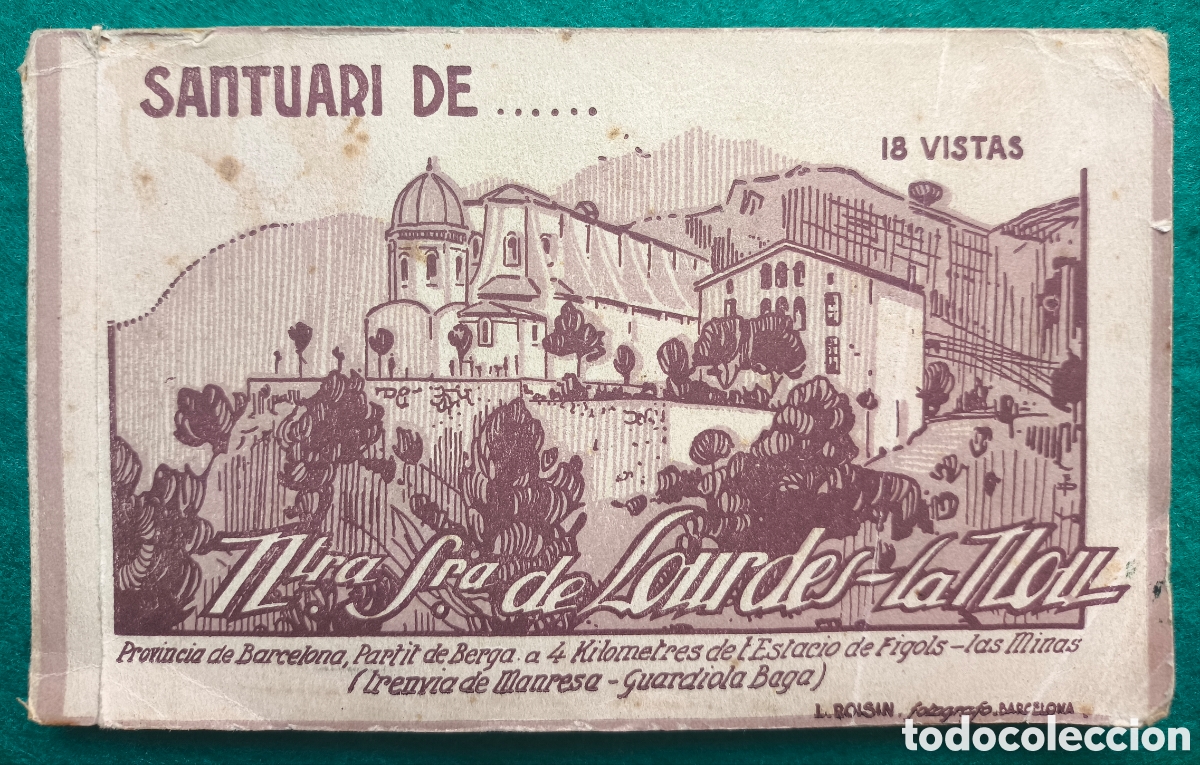 SANTUARI DE ......
18 VISTAS
Ntra Sra de Lourdes-la Nou
Provincia de Barcelona, Partit de Berga. a 4 Kilometres de l'Estacio de Figols-las Minas
(Trenvia de Manresa-Guardiola Baga)
L. ROISIN. fotografo. BARCELONA.
todocoleccion